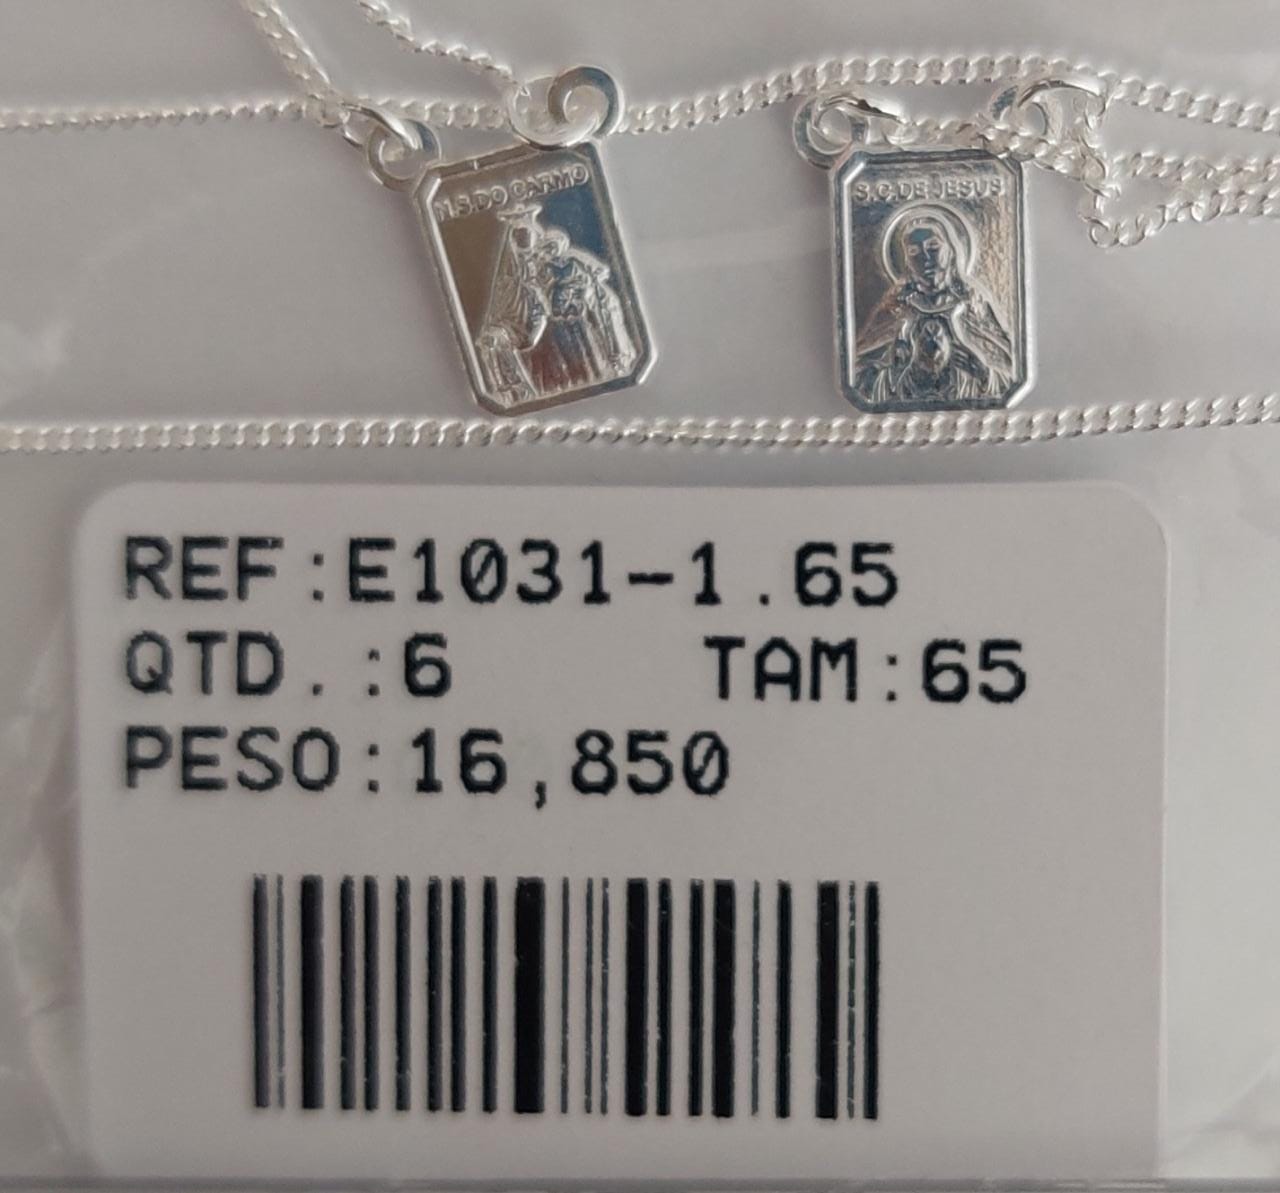 N.S.DO CARMO
S.C.DE JESUS
REF:E1031-1.65
QTD.:6 TAM:65
PESO:16,850